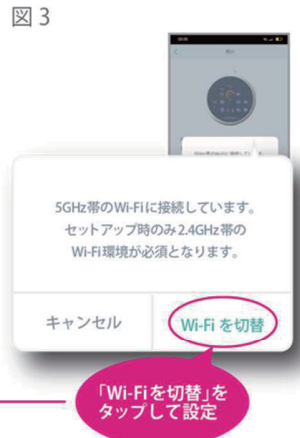 図3
5GHz帯のWi-Fiに接続しています。
セットアップ時のみ2.4GHz帯の
Wi-Fi環境が必須となります。
キャンセル
Wi-Fi を切替
「Wi-Fiを切替」を
タップして設定